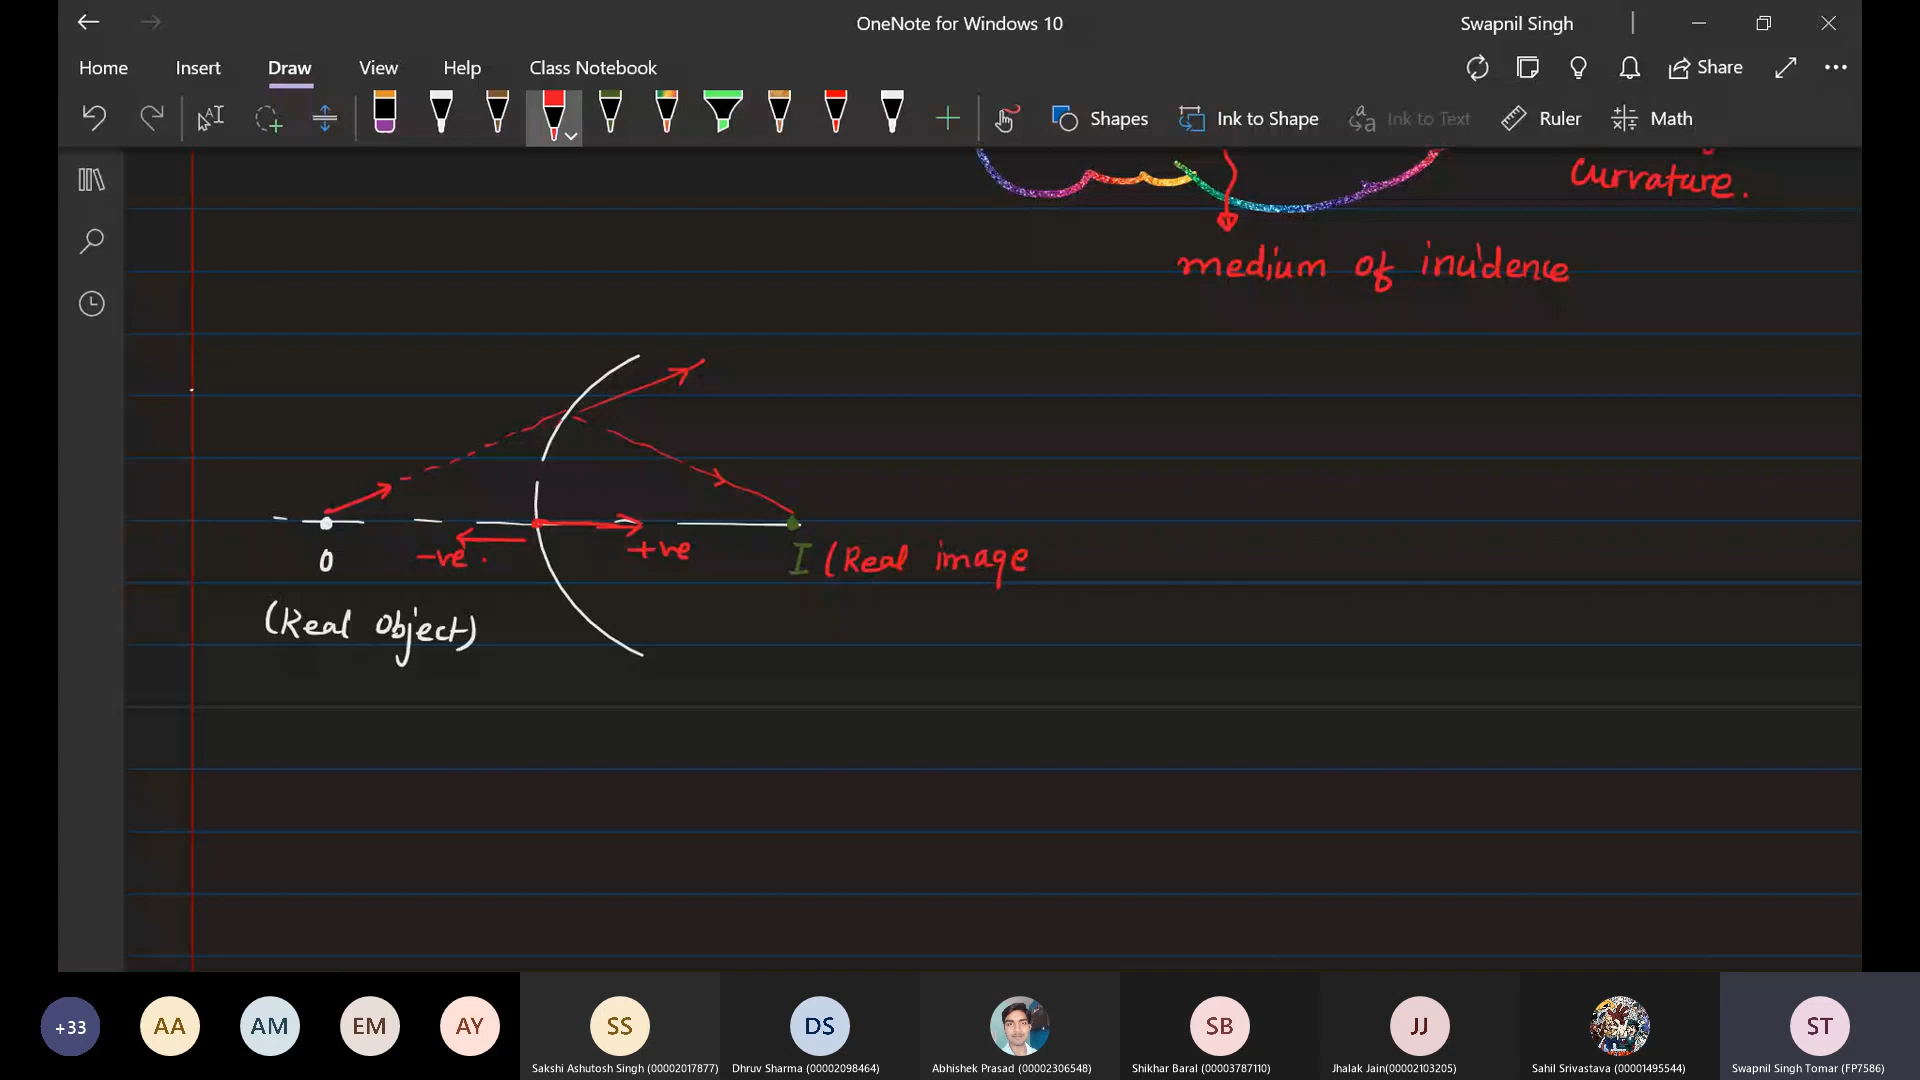 OneNote for Windows 10
Swapnil Singh
Home Insert Draw View Help Class Notebook
Share
Shapes Ink to Shape Ink to Text Ruler Math
Curvature.
medium of incidence
-ve. +ve
O I (Real image
(Real Object)
+33 AA AM EM AY SS DS SB JJ ST
Sakshi Ashutosh Singh (00002017877) Dhruv Sharma (00002098464) Abhishek Prasad (00002306548) Shikhar Baral (00003787110) Jhalak Jain(00002103205) Sahil Srivastava (00001495544) Swapnil Singh Tomar (FP7586)